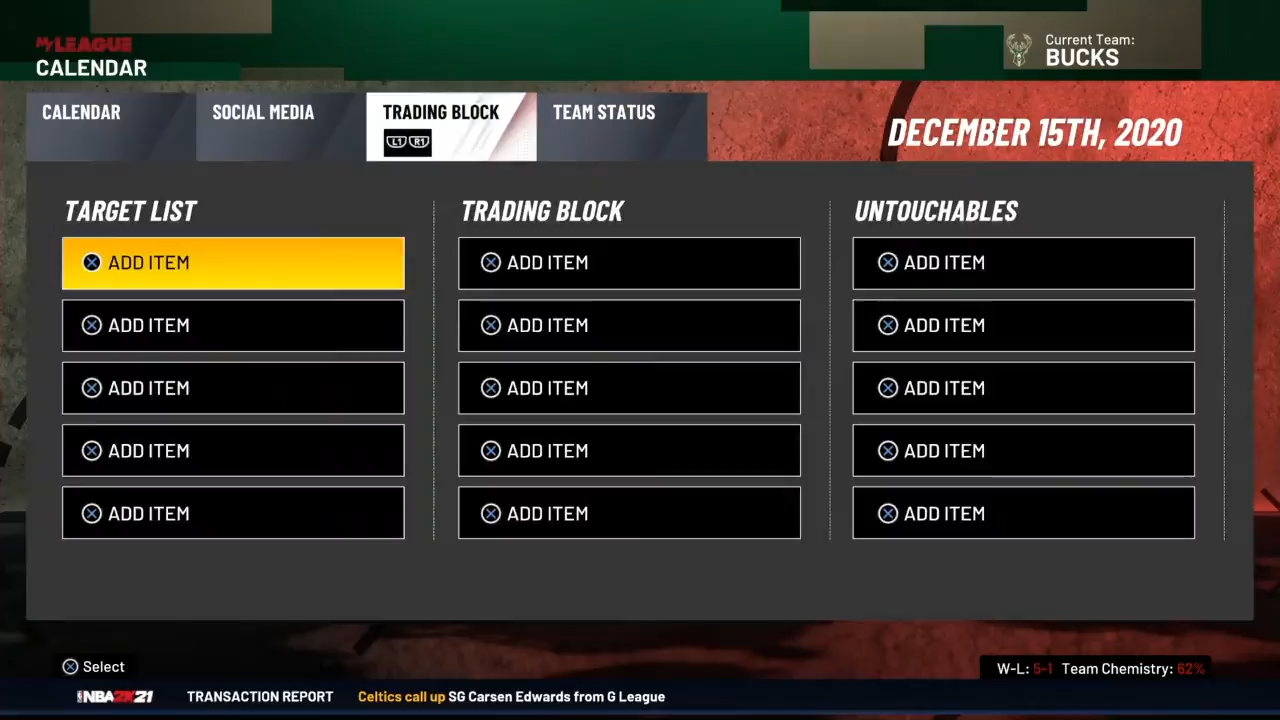 MyLEAGUE
CALENDAR
Current Team:
BUCKS
CALENDAR
SOCIAL MEDIA
TRADING BLOCK
L1 R1
TEAM STATUS
DECEMBER 15TH, 2020
TARGET LIST
ADD ITEM
ADD ITEM
ADD ITEM
ADD ITEM
ADD ITEM
TRADING BLOCK
ADD ITEM
ADD ITEM
ADD ITEM
ADD ITEM
ADD ITEM
UNTOUCHABLES
ADD ITEM
ADD ITEM
ADD ITEM
ADD ITEM
ADD ITEM
Select
W-L: 5-1 Team Chemistry: 62%
NBA2K21 TRANSACTION REPORT Celtics call up SG Carsen Edwards from G League